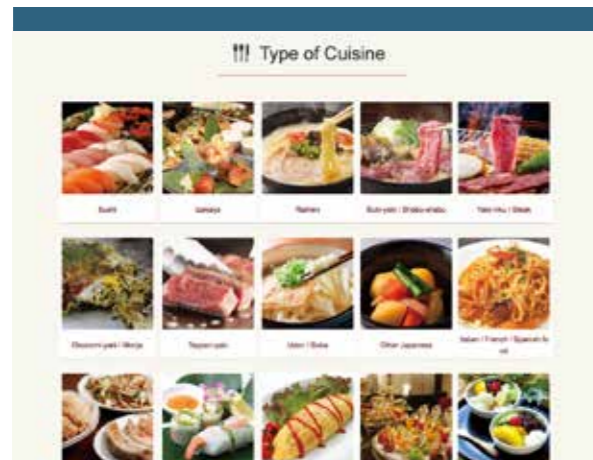 Type of Cuisine
Sushi
Izakaya
Ramen
Suki-yaki / Shabu-shabu
Yaki-niku / Steak
Okonomi-yaki / Monja
Teppan-yaki
Udon / Soba
Other Japanese
Italian / French / Spanish fo
od